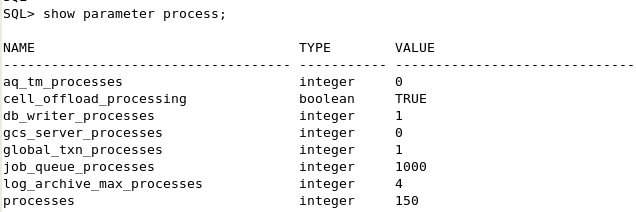 SQL> show parameter process;
NAME                                 TYPE        VALUE
------------------------------------ ----------- ------------------------------
aq_tm_processes                      integer     0
cell_offload_processing              boolean     TRUE
db_writer_processes                  integer     1
gcs_server_processes                 integer     0
global_txn_processes                 integer     1
job_queue_processes                  integer     1000
log_archive_max_processes            integer     4
processes                            integer     150